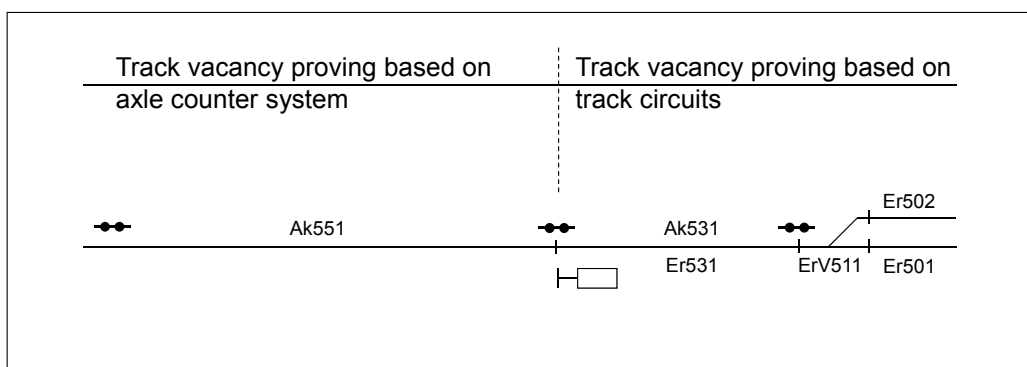 Track vacancy proving based on
axle counter system
Track vacancy proving based on
track circuits
Er502
Ak551
Ak531
Er531
ErV511
Er501